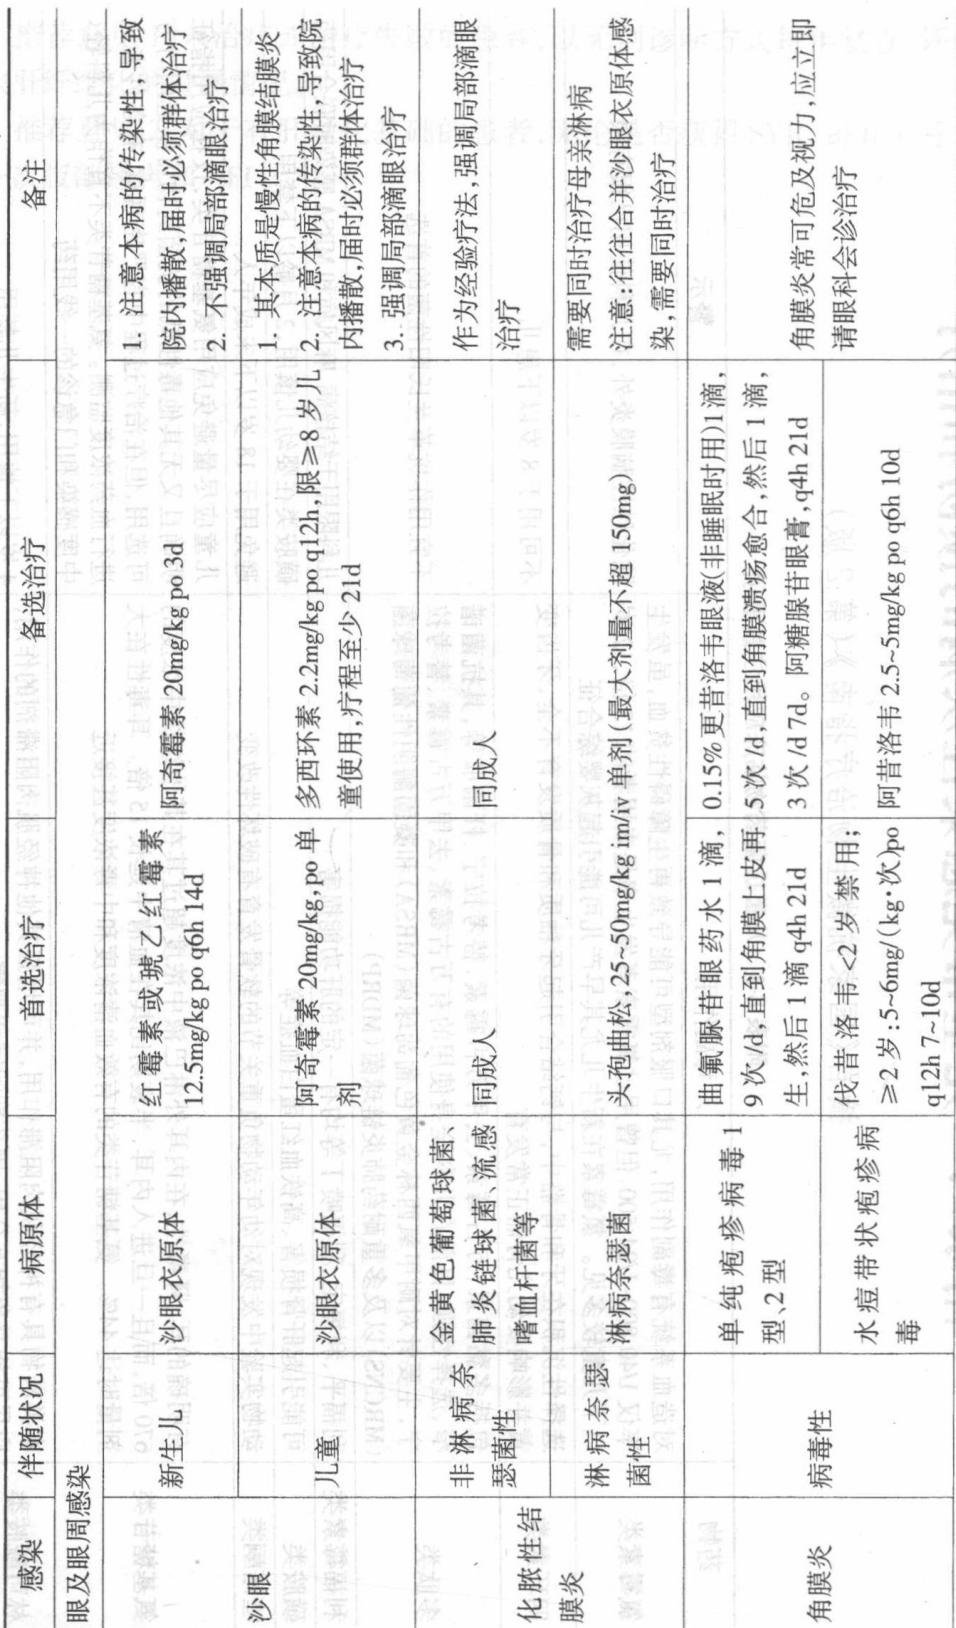 感染 伴随状况 病原体 首选治疗 备选治疗 备注
眼及眼周感染
沙眼
新生儿
沙眼衣原体
红霉素或琥乙红霉素
12.5mg/kg po q6h 14d
阿奇霉素 20mg/kg po 3d
1. 注意本病的传染性,导致
院内播散,届时必须群体治疗
2. 不强调局部滴眼治疗
儿童
沙眼衣原体
阿奇霉素 20mg/kg,po 单
剂
多西环素 2.2mg/kg po q12h,限≥8 岁儿
童使用,疗程至少 21d
1. 其本质是慢性角膜结膜炎
2. 注意本病的传染性,导致院
内播散,届时必须群体治疗
3. 强调局部滴眼治疗
化脓性结
膜炎
非淋病奈
瑟菌性
金黄色葡萄球菌、
肺炎链球菌、流感
嗜血杆菌等
同成人
同成人
作为经验疗法,强调局部滴眼
治疗
淋病奈瑟
菌性
淋病奈瑟菌
头孢曲松,25~50mg/kg im/iv 单剂(最大剂量不超 150mg)
需要同时治疗母亲淋病
注意:往往合并沙眼衣原体感
染,需要同时治疗
角膜炎
病毒性
单纯疱疹病毒 1
型、2 型
曲氟脲苷眼药水 1 滴,
9 次/d,直到角膜上皮再
生,然后 1 滴 q4h 21d
0.15% 更昔洛韦眼液(非睡眠时用)1滴,
5次/d,直到角膜溃疡愈合,然后 1 滴,
3 次/d 7d。阿糖腺苷眼膏,q4h 21d
角膜炎常可危及视力,应立即
请眼科会诊治疗
水痘带状疱疹病
毒
伐昔洛韦,<2 岁禁用;
≥2 岁:5~6mg/(kg·次)po
q12h 7~10d
阿昔洛韦 2.5~5mg/kg po q6h 10d